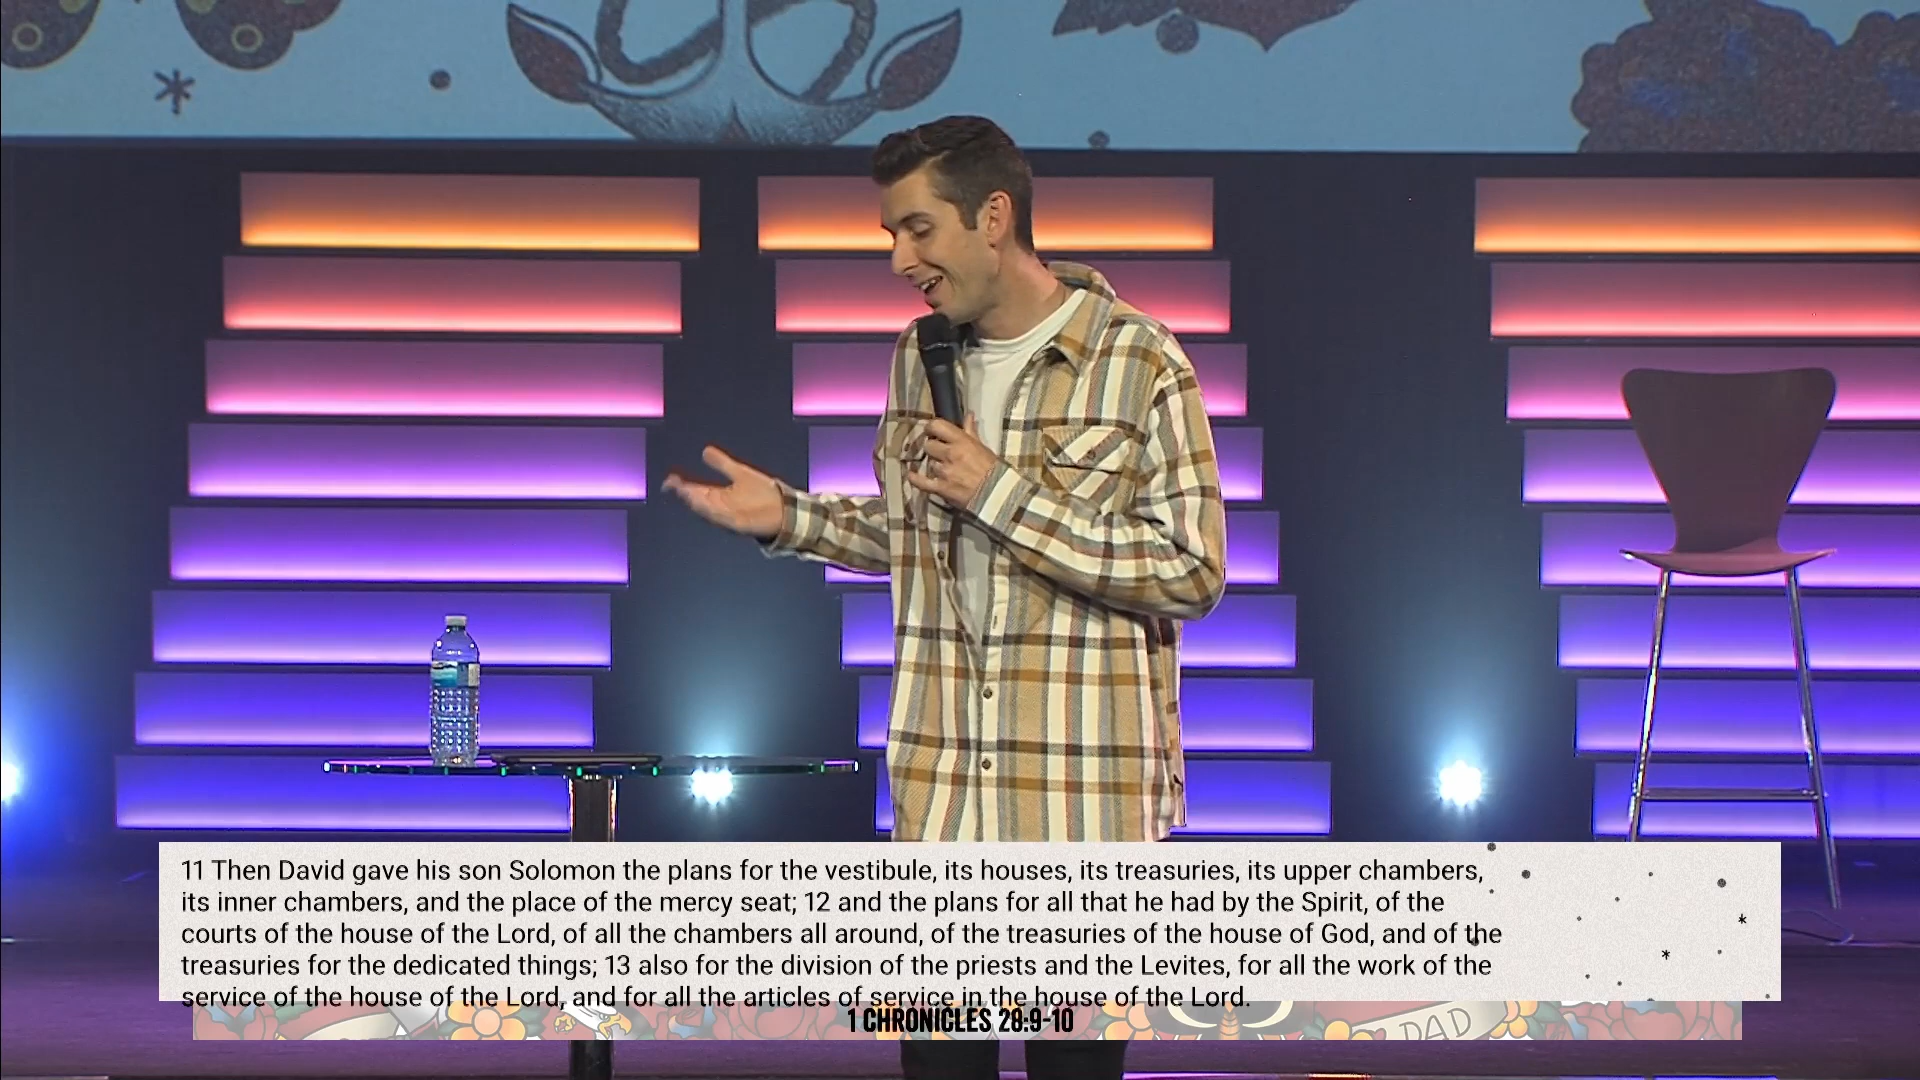 11 Then David gave his son Solomon the plans for the vestibule, its houses, its treasuries, its upper chambers,
its inner chambers, and the place of the mercy seat; 12 and the plans for all that he had by the Spirit, of the
courts of the house of the Lord, of all the chambers all around, of the treasuries of the house of God, and of the
treasuries for the dedicated things; 13 also for the division of the priests and the Levites, for all the work of the
service of the house of the Lord, and for all the articles of service in the house of the Lord.
1 CHRONICLES 28:9-10
DAD